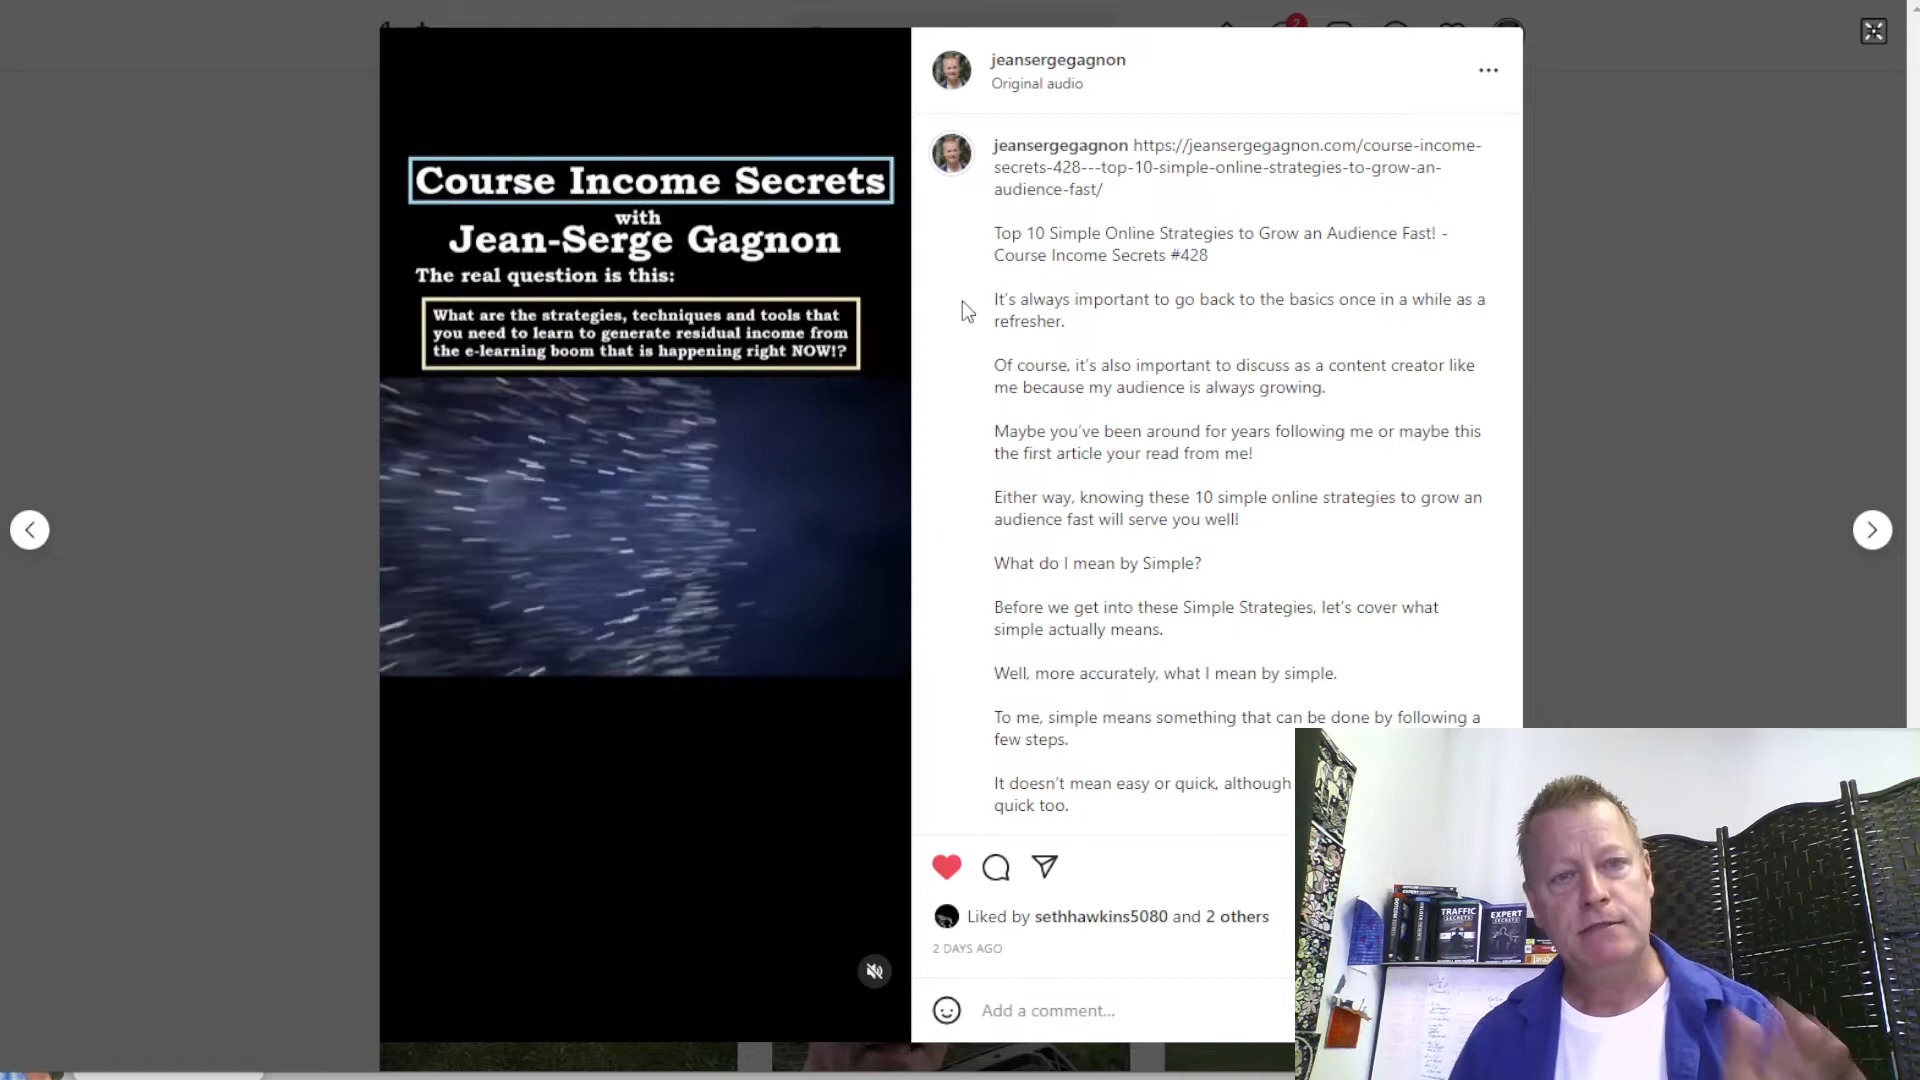 2
Course Income Secrets
with
Jean-Serge Gagnon
The real question is this:
What are the strategies, techniques and tools that
you need to learn to generate residual income from
the e-learning boom that is happening right NOW!?
jeansergegagnon
Original audio
jeansergegagnon https://jeansergegagnon.com/course-income-
secrets-428---top-10-simple-online-strategies-to-grow-an-
audience-fast/
Top 10 Simple Online Strategies to Grow an Audience Fast! -
Course Income Secrets #428
It's always important to go back to the basics once in a while as a
refresher.
Of course, it's also important to discuss as a content creator like
me because my audience is always growing.
Maybe you've been around for years following me or maybe this
the first article your read from me!
Either way, knowing these 10 simple online strategies to grow an
audience fast will serve you well!
What do I mean by Simple?
Before we get into these Simple Strategies, let's cover what
simple actually means.
Well, more accurately, what I mean by simple.
To me, simple means something that can be done by following a
few steps.
It doesn't mean easy or quick, although
quick too.
Liked by sethhawkins5080 and 2 others
2 DAYS AGO
Add a comment...
TRAFFIC
SECRETS
EXPERT
SECRETS